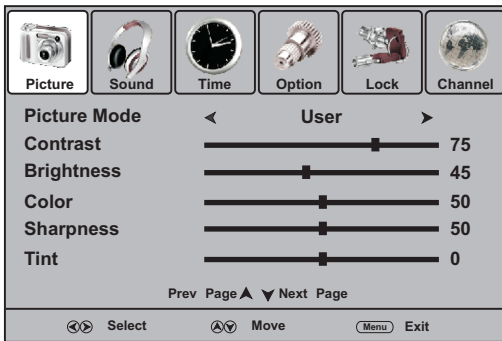 Picture Sound Time Option Lock Channel
Picture Mode User
Contrast 75
Brightness 45
Color 50
Sharpness 50
Tint 0
Prev Page Next Page
Select Move Menu Exit